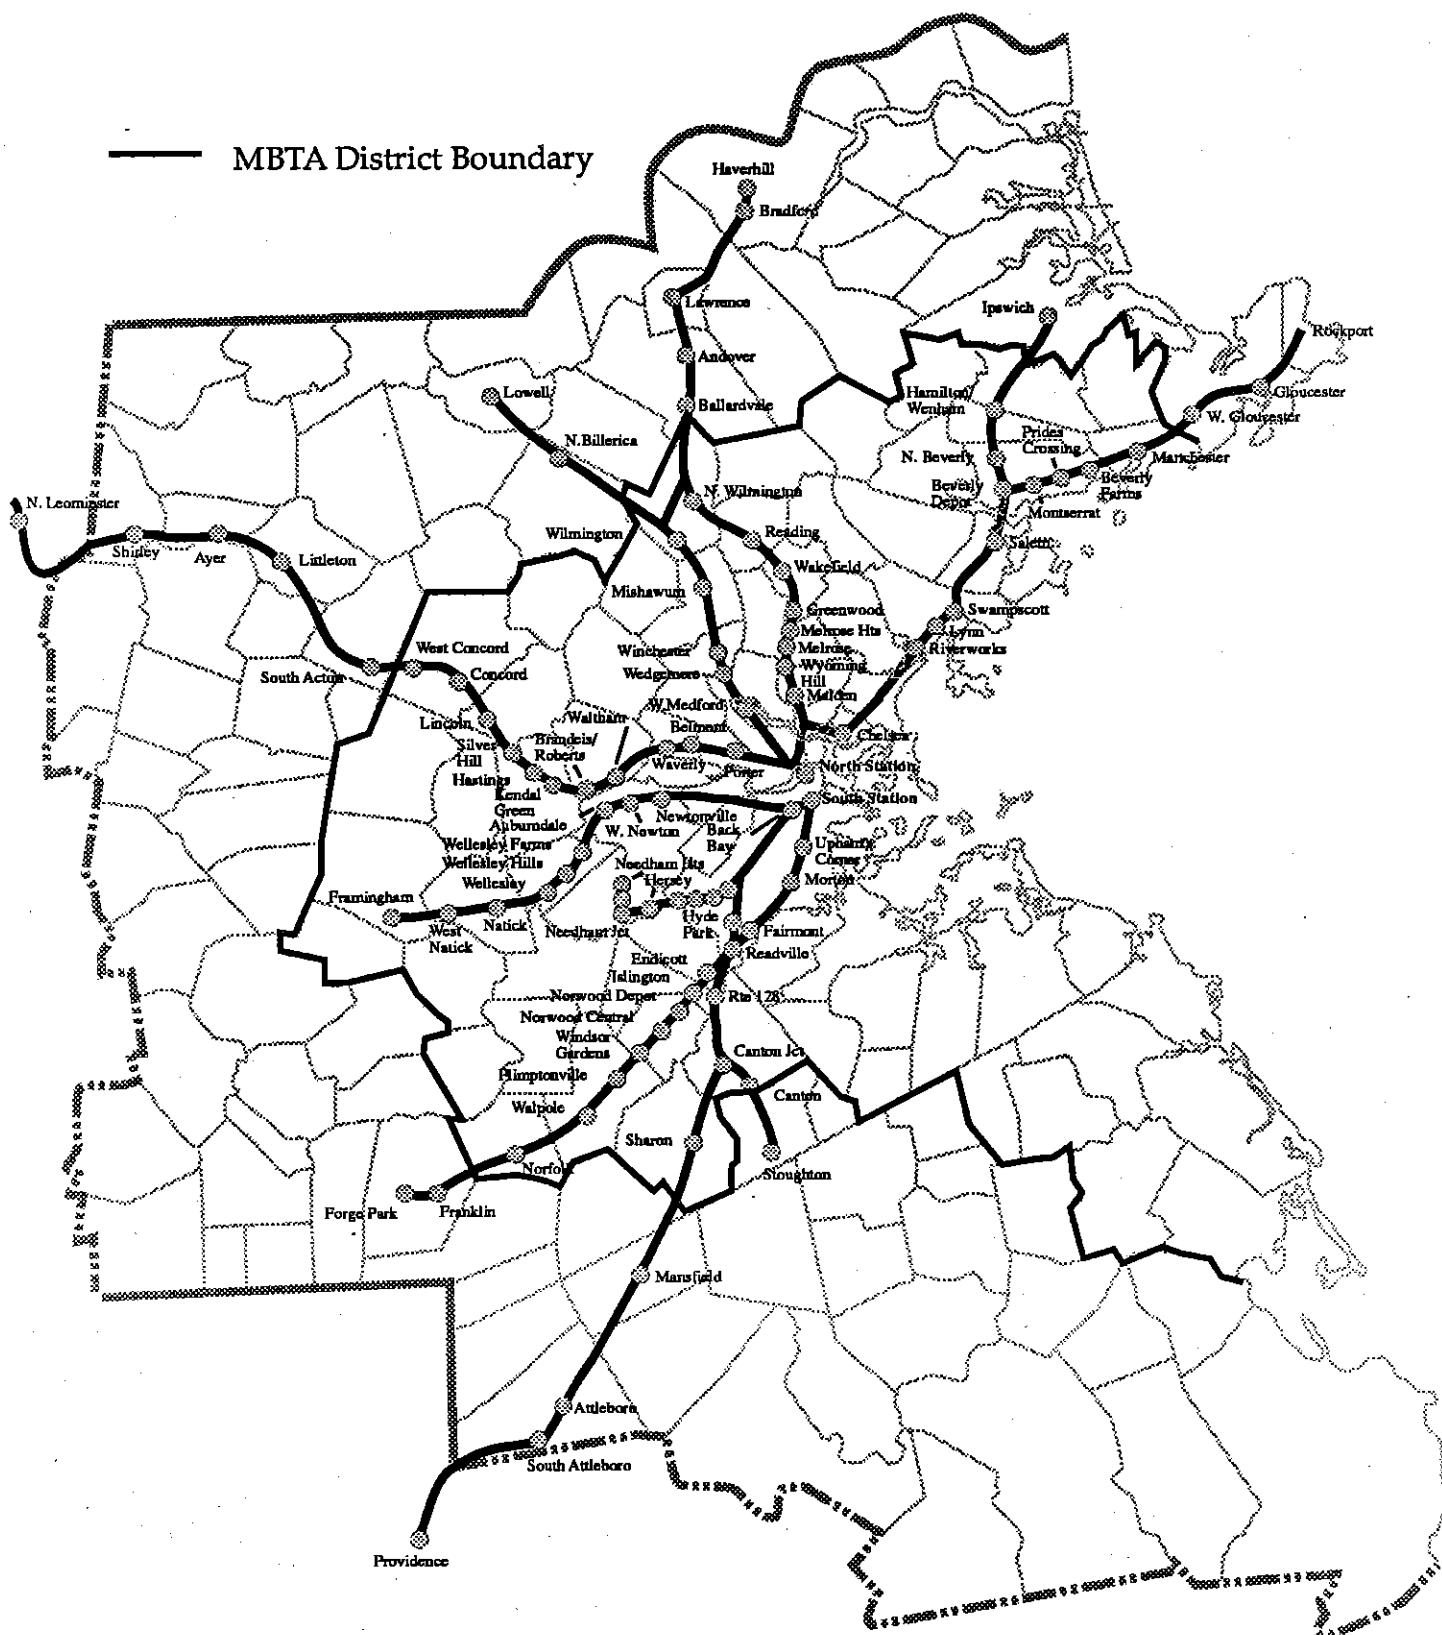 MBTA District Boundary
Haverhill
Bradford
Lawrence
Ipswich
Rockport
Andover
Gloucester
Lowell
Ballardvale
Hamilton/
Wenham
W. Gloucester
N.Billerica
Prides
Crossing
N. Beverly
Manchester
Beverly
Depot
Beverly
Farms
N. Leominster
N. Wilmington
Montserrat
Wilmington
Reading
Salem
Shirley
Ayer
Littleton
Wakefield
Mishawum
Greenwood
Swampscott
Melrose Hts
Lynn
West Concord
Winchester
Melrose
Riverworks
South Acton
Concord
Wedgemere
Wyoming
Hill
Malden
W.Medford
Lincoln
Waltham
Belmont
Chelsea
Silver
Hill
Brandeis/
Roberts
Waverly
Porter
North Station
Hastings
Kendal
Green
South Station
Auburndale
W. Newton
Newtonville
Back
Bay
Wellesley Farms
Uphams
Corner
Wellesley Hills
Needham Hts
Wellesley
Hersey
Morton
Framingham
West
Natick
Natick
Needham Jct
Hyde
Park
Fairmont
Readville
Endicott
Islington
Norwood Depot
Rte 128
Norwood Central
Windsor
Gardens
Canton Jct
Plimptonville
Canton
Walpole
Sharon
Norfolk
Stoughton
Forge Park
Franklin
Mansfield
Attleboro
South Attleboro
Providence